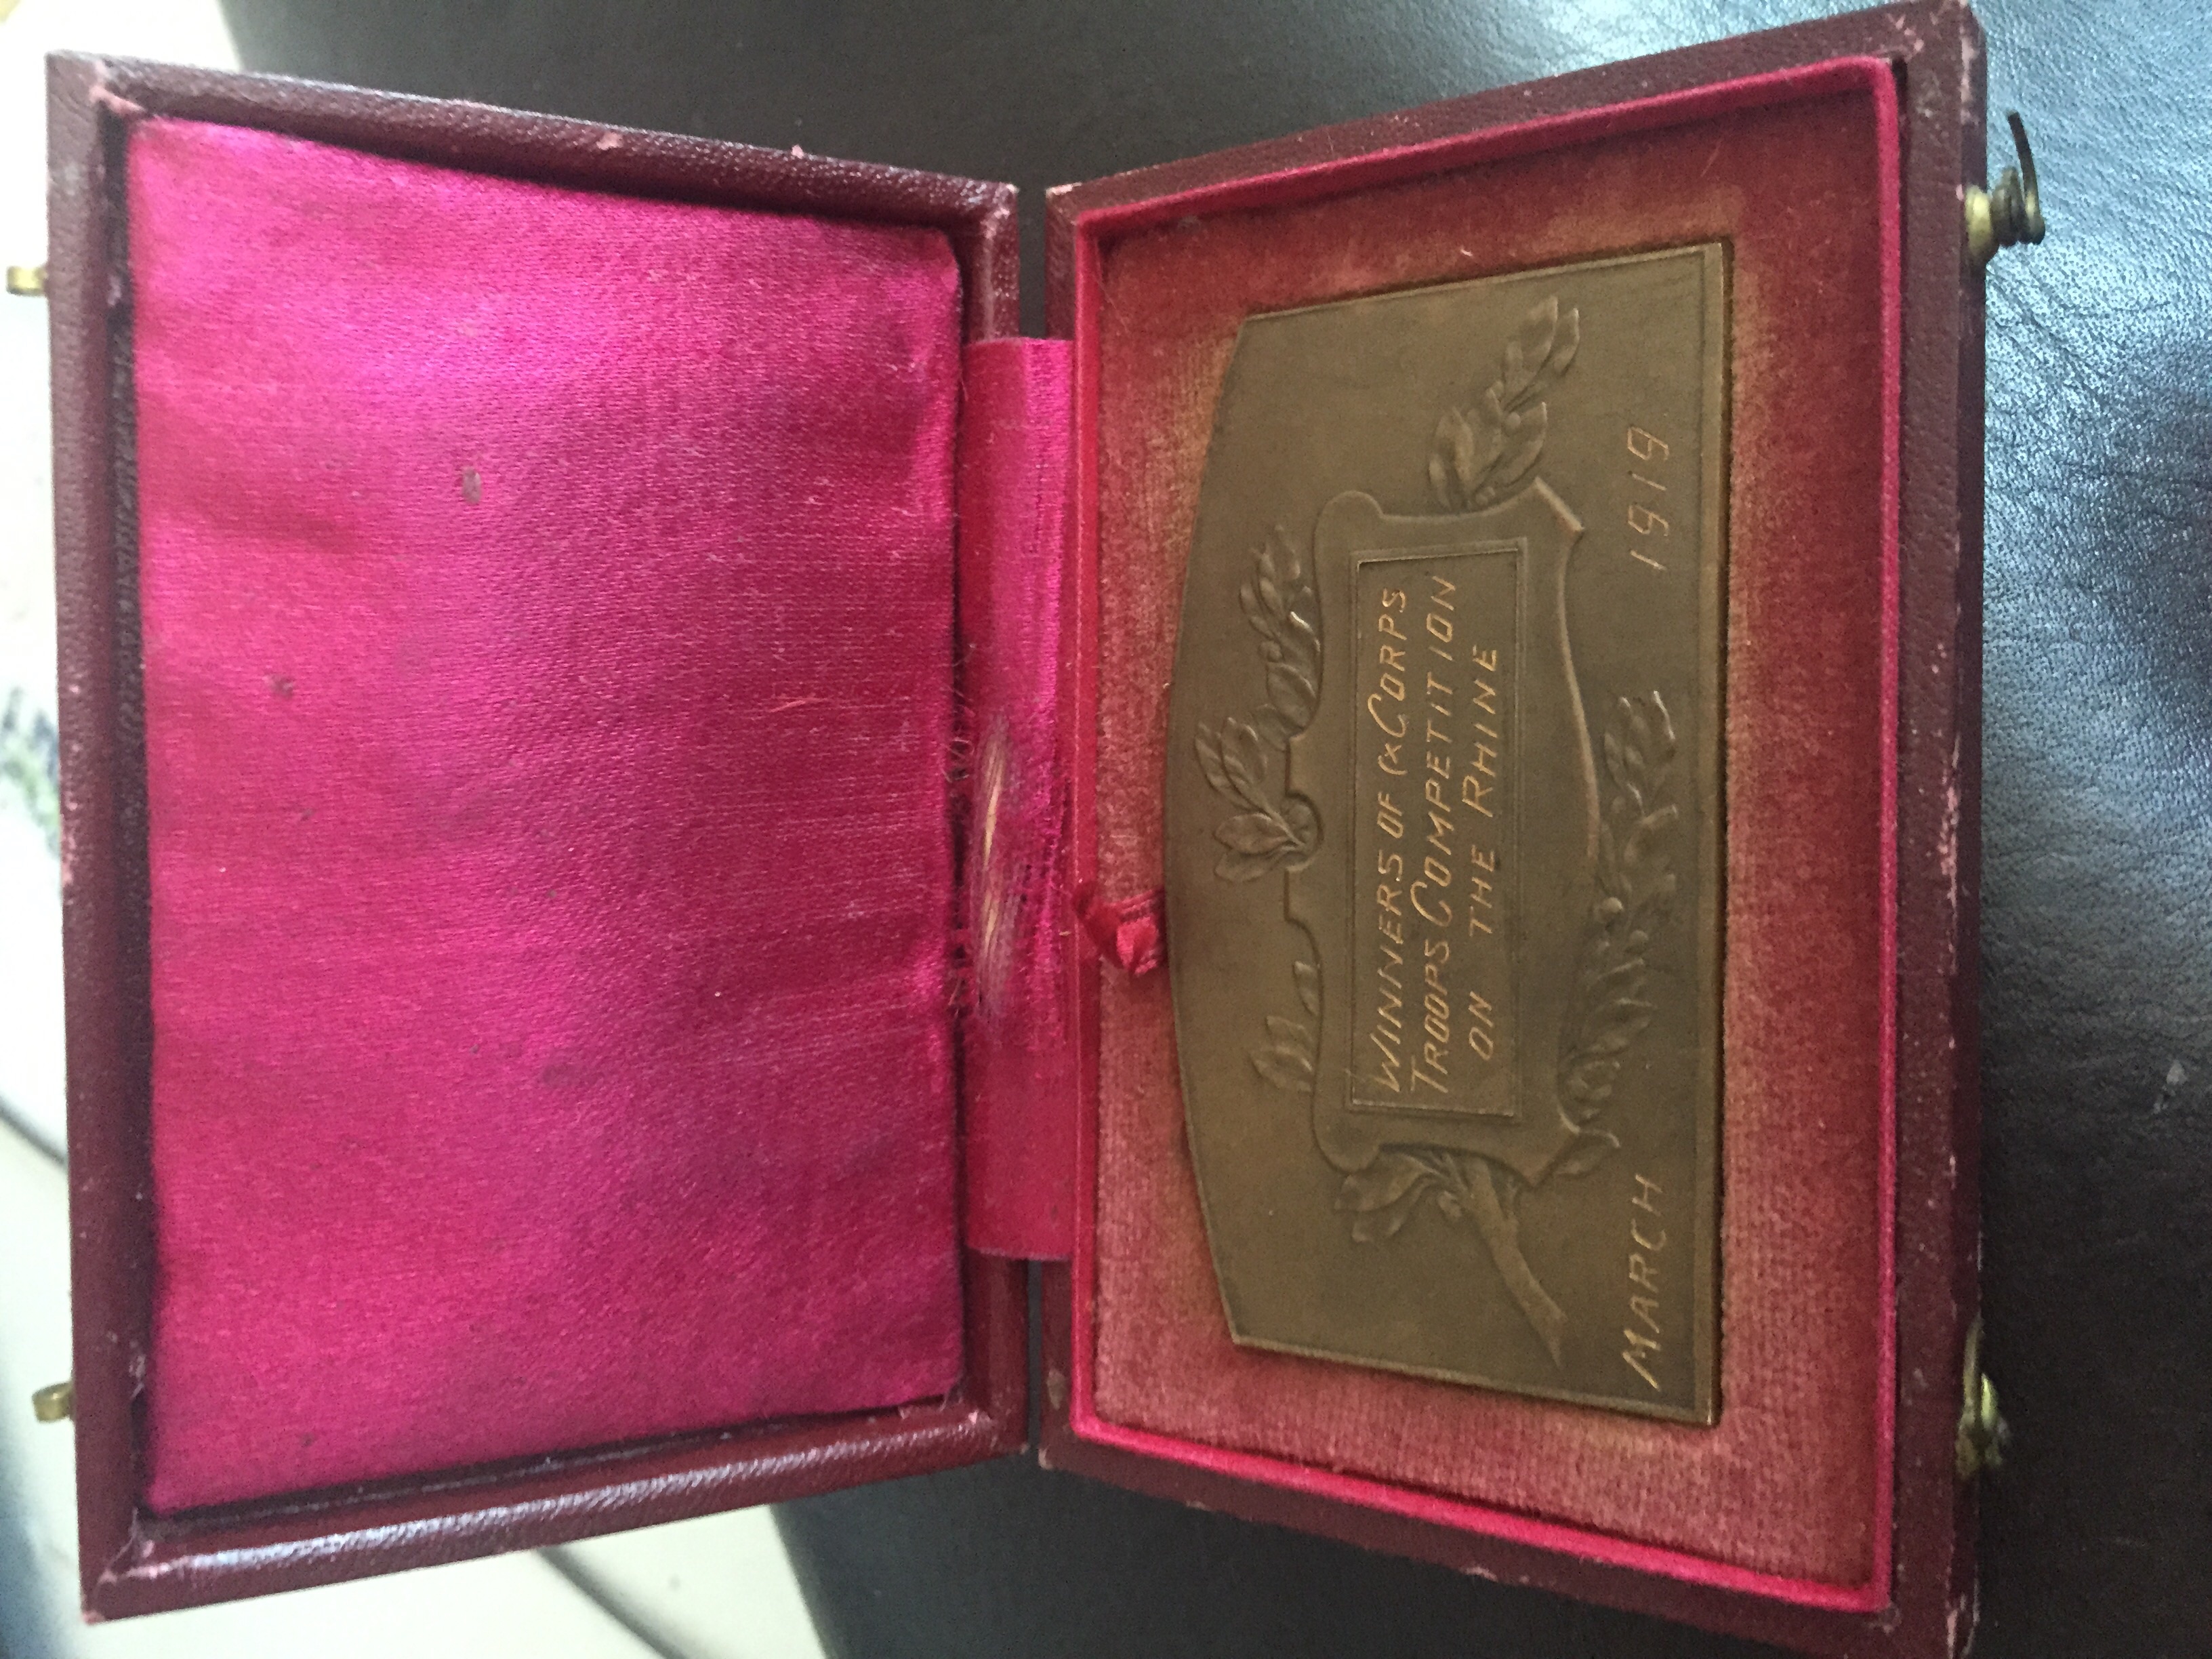 WINNERS OF IX CORPS
TROOPS COMPETITION
ON THE RHINE
MARCH 1919